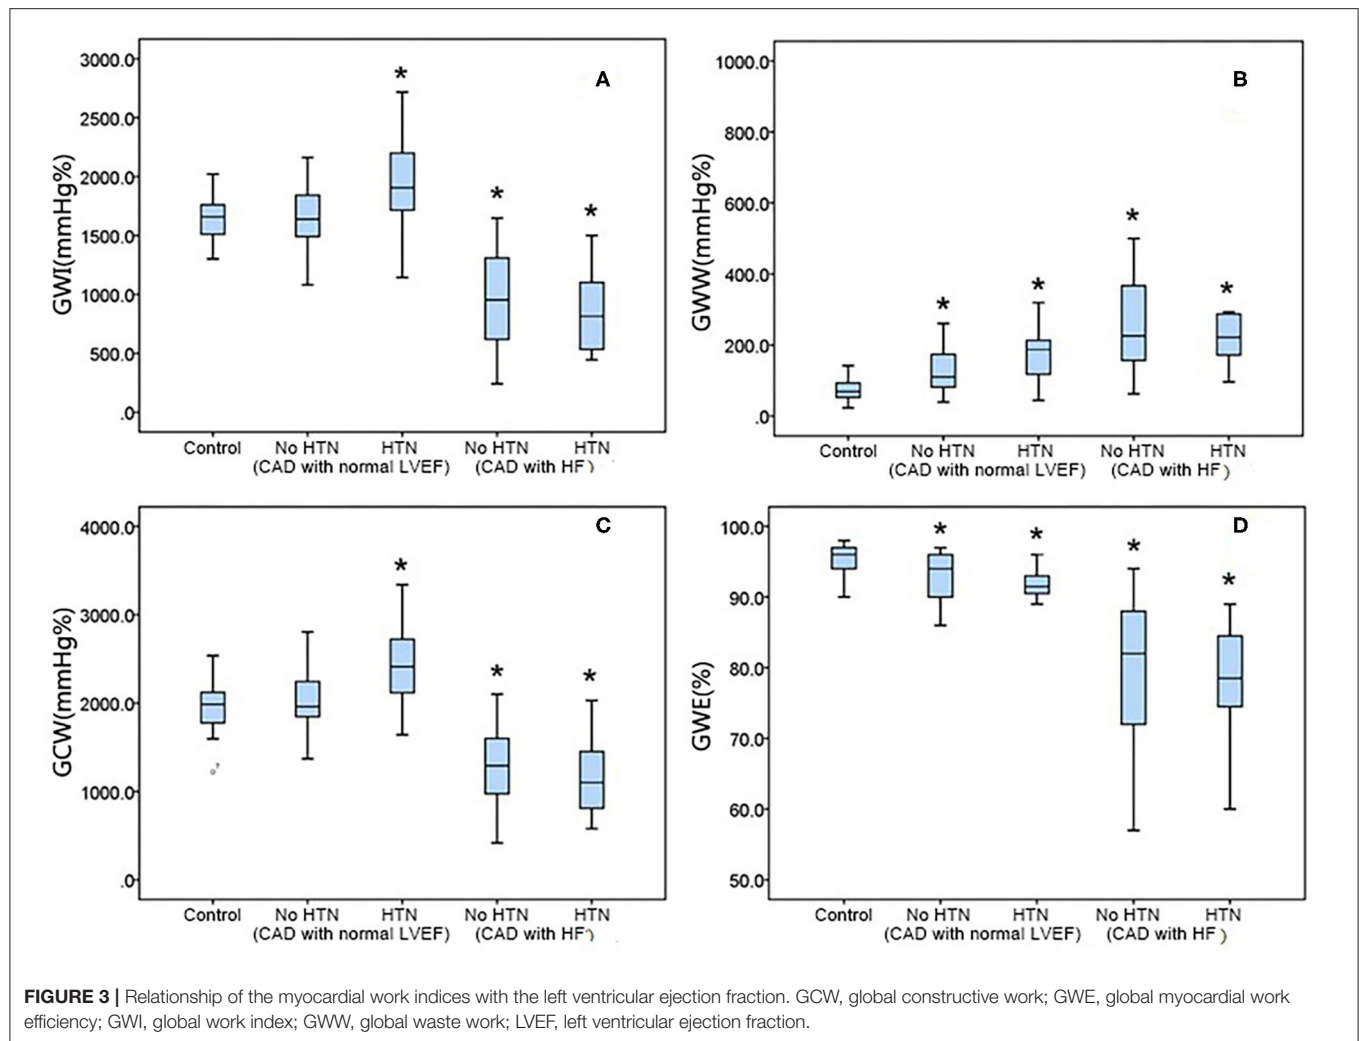 A
GWI(mmHg%)
3000.0
2500.0
2000.0
1500.0
1000.0
500.0
.0
* * *
Control No HTN HTN No HTN HTN
(CAD with normal LVEF) (CAD with HF)
B
GWW(mmHg%)
1000.0
800.0
600.0
400.0
200.0
.0
* * * *
Control No HTN HTN No HTN HTN
(CAD with normal LVEF) (CAD with HF)
C
GCW(mmHg%)
4000.0
3000.0
2000.0
1000.0
.0
* * *
Control No HTN HTN No HTN HTN
(CAD with normal LVEF) (CAD with HF)
D
GWE(%)
100.0
90.0
80.0
70.0
60.0
50.0
* * * *
Control No HTN HTN No HTN HTN
(CAD with normal LVEF) (CAD with HF)
FIGURE 3 | Relationship of the myocardial work indices with the left ventricular ejection fraction. GCW, global constructive work; GWE, global myocardial work
efficiency; GWI, global work index; GWW, global waste work; LVEF, left ventricular ejection fraction.